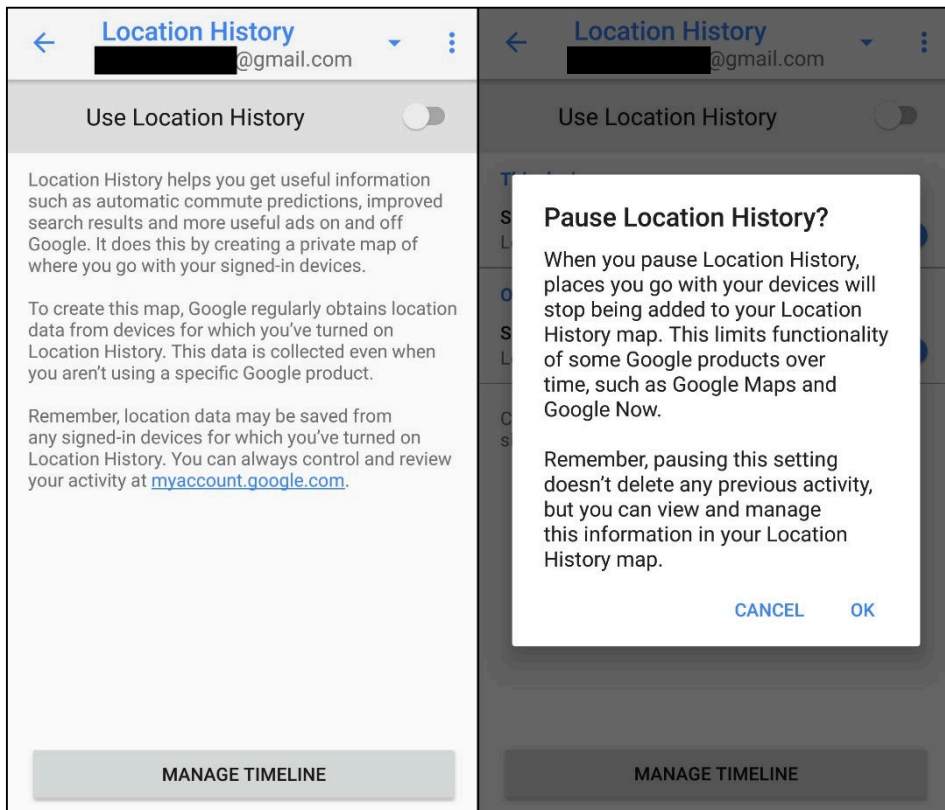 Location History
@gmail.com
Use Location History
Location History helps you get useful information
such as automatic commute predictions, improved
search results and more useful ads on and off
Google. It does this by creating a private map of
where you go with your signed-in devices.
To create this map, Google regularly obtains location
data from devices for which you’ve turned on
Location History. This data is collected even when
you aren’t using a specific Google product.
Remember, location data may be saved from
any signed-in devices for which you’ve turned on
Location History. You can always control and review
your activity at myaccount.google.com.
MANAGE TIMELINE
Location History
@gmail.com
Use Location History
Pause Location History?
When you pause Location History,
places you go with your devices will
stop being added to your Location
History map. This limits functionality
of some Google products over
time, such as Google Maps and
Google Now.
Remember, pausing this setting
doesn’t delete any previous activity,
but you can view and manage
this information in your Location
History map.
CANCEL OK
MANAGE TIMELINE